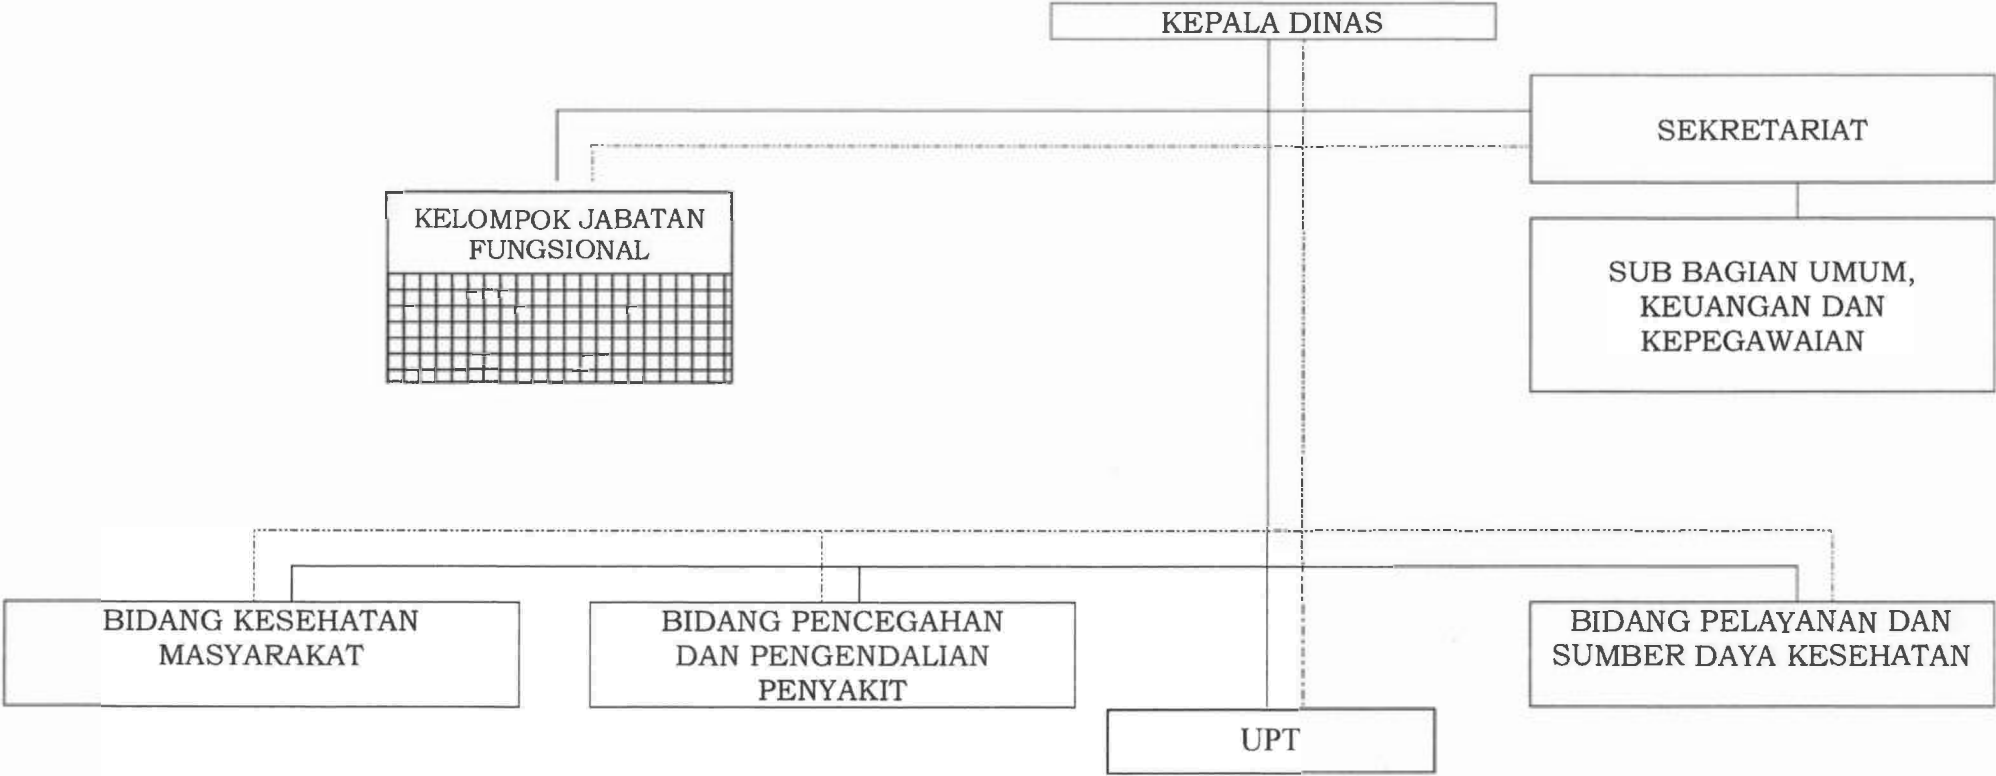 KEPALA DINAS
SEKRETARIAT
KELOMPOK JABATAN
FUNGSIONAL
SUB BAGIAN UMUM,
KEUANGAN DAN
KEPEGAWAIAN
BIDANG KESEHATAN
MASYARAKAT
BIDANG PENCEGAHAN
DAN PENGENDALIAN
PENYAKIT
BIDANG PELAYANAN DAN
SUMBER DAYA KESEHATAN
UPT